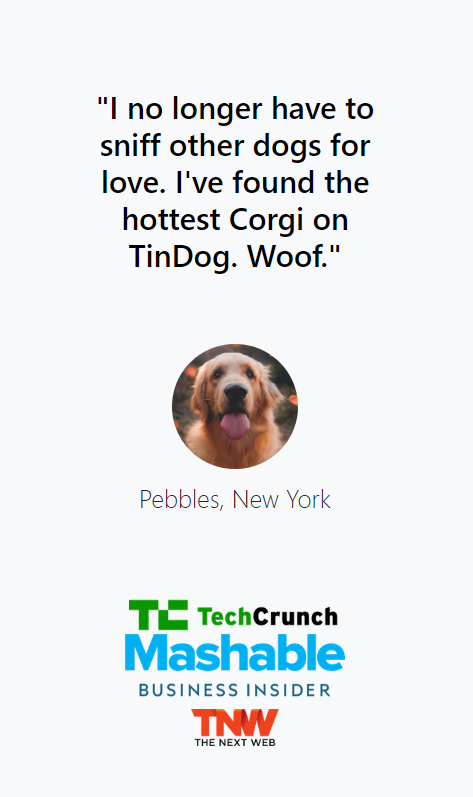 "I no longer have to
sniff other dogs for
love. I've found the
hottest Corgi on
TinDog. Woof."
Pebbles, New York
TC TechCrunch
Mashable
BUSINESS INSIDER
TNW
THE NEXT WEB